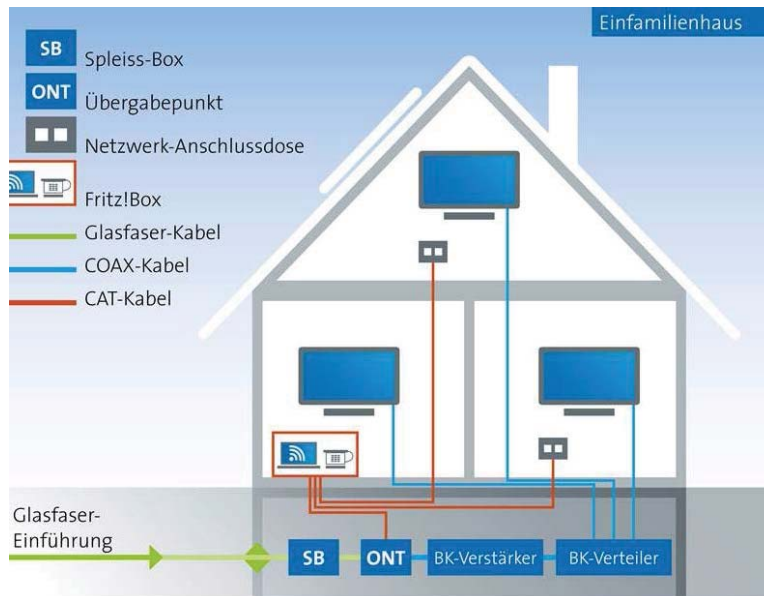 Einfamilienhaus
SB
Spleiss-Box
ONT
Übergabepunkt
Netzwerk-Anschlussdose
Fritz!Box
Glasfaser-Kabel
COAX-Kabel
CAT-Kabel
Glasfaser-
Einführung
SB
ONT
BK-Verstärker
BK-Verteiler